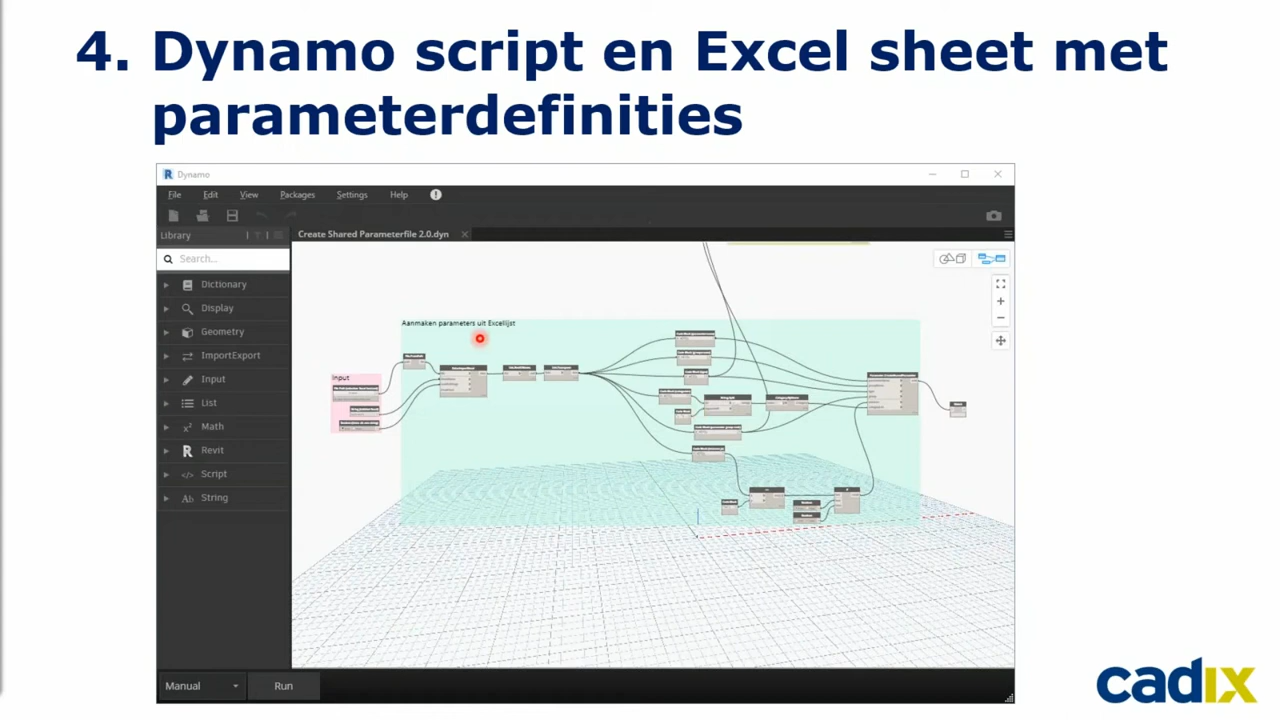 4. Dynamo script en Excel sheet met
parameterdefinities
Dynamo
File Edit View Packages Settings Help
Library
Create Shared Parameterfile 2.0.dyn
Search...
Dictionary
Display
Geometry
ImportExport
Input
List
Math
Revit
Script
String
Aanmaken parameters uit Excellijst
Input
Manual
Run
cadix